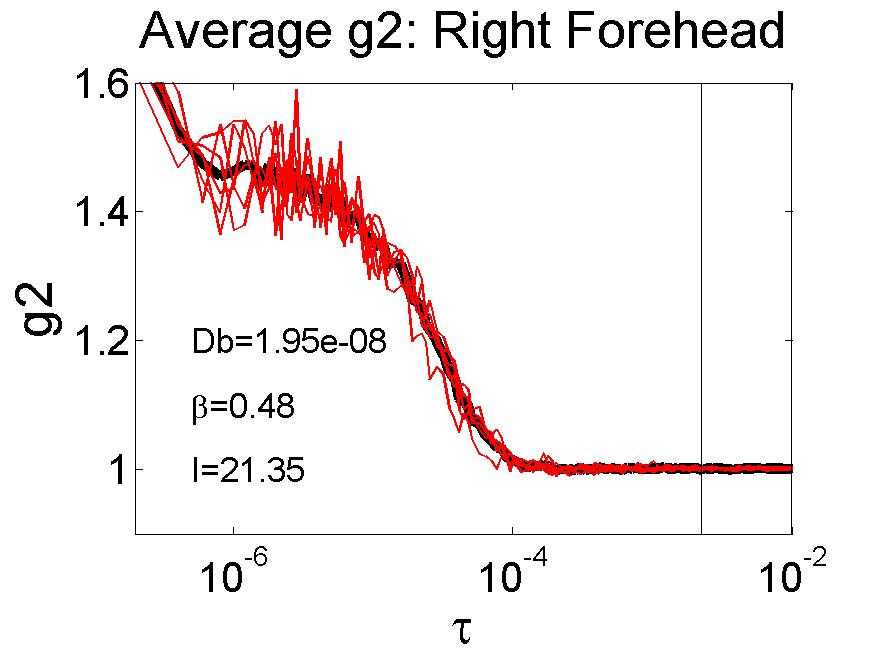 Average g2: Right Forehead
1.6
1.4
1.2
1
g2
Db=1.95e-08
β=0.48
I=21.35
10^-6 10^-4 10^-2
τ